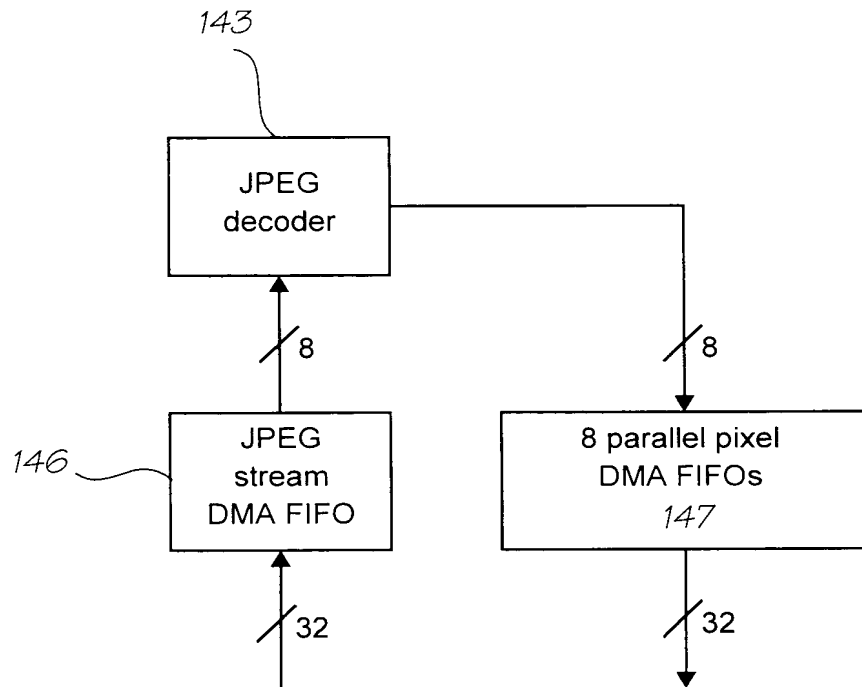 143
JPEG
decoder
8
8
JPEG
stream
DMA FIFO
146
8 parallel pixel
DMA FIFOs
147
32
32